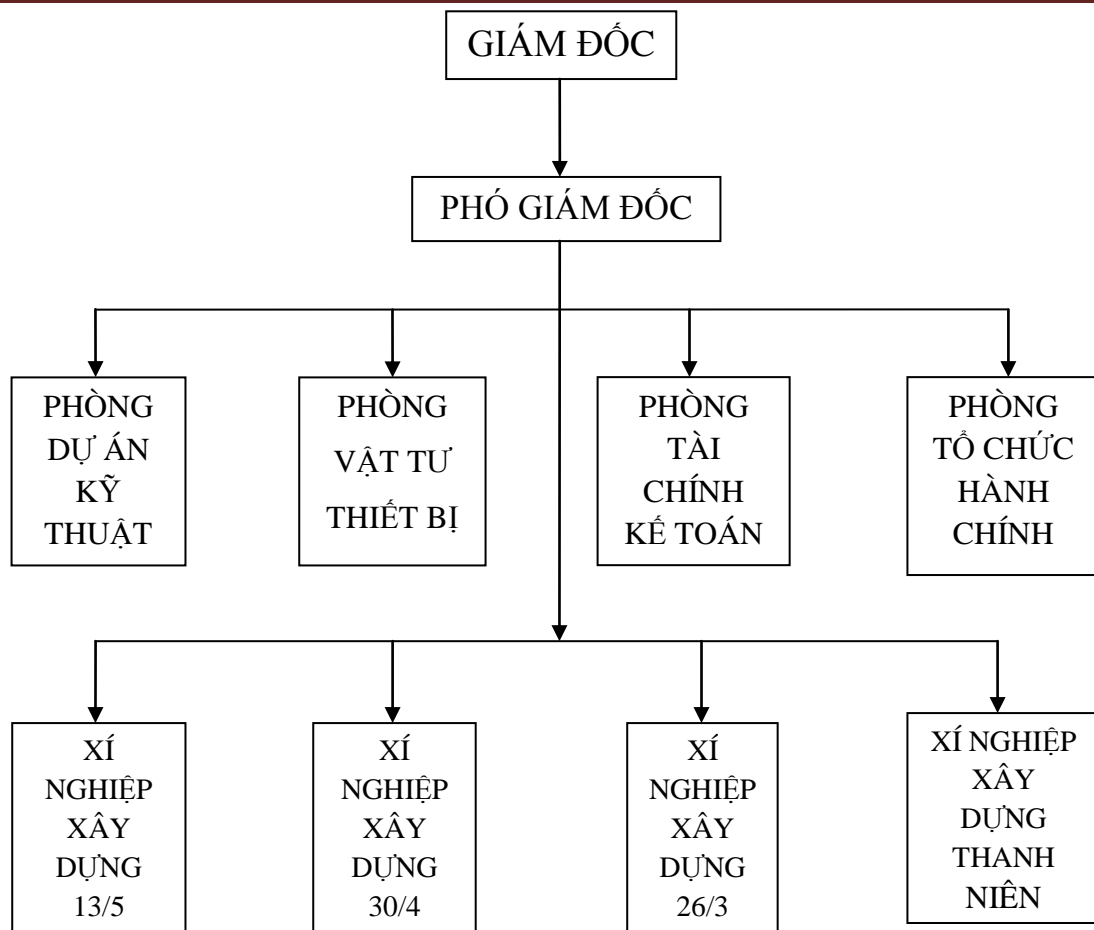 GIÁM ĐỐC
PHÓ GIÁM ĐỐC
PHÒNG
DỰ ÁN
KỸ
THUẬT
PHÒNG
VẬT TƯ
THIẾT BỊ
PHÒNG
TÀI
CHÍNH
KẾ TOÁN
PHÒNG
TỔ CHỨC
HÀNH
CHÍNH
XÍ
NGHIỆP
XÂY
DỰNG
13/5
XÍ
NGHIỆP
XÂY
DỰNG
30/4
XÍ
NGHIỆP
XÂY
DỰNG
26/3
XÍ NGHIỆP
XÂY
DỰNG
THANH
NIÊN